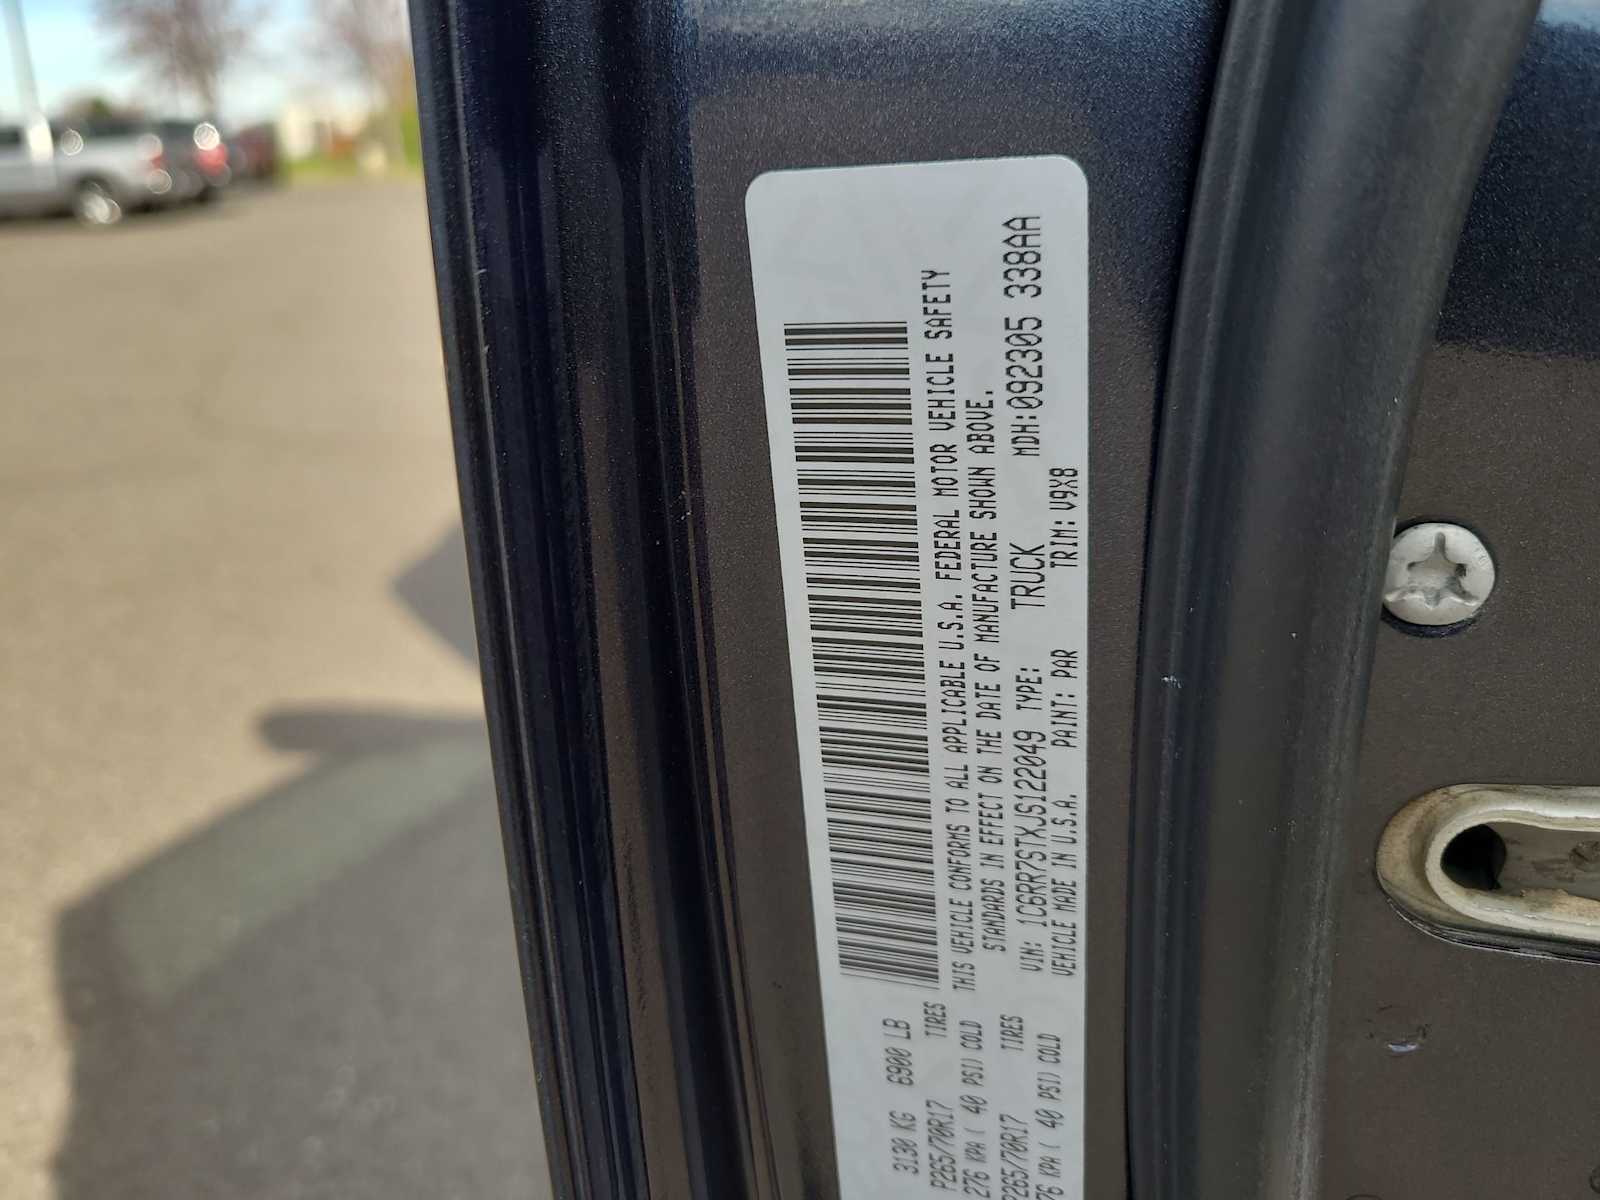 3130 KG 6900 LB
P265/70R17 TIRES
276 KPA ( 40 PSI) COLD
P265/70R17 TIRES
76 KPA ( 40 PSI) COLD
THIS VEHICLE CONFORMS TO ALL APPLICABLE U.S.A. FEDERAL MOTOR VEHICLE SAFETY
STANDARDS IN EFFECT ON THE DATE OF MANUFACTURE SHOWN ABOVE.
VIN: 1C6RR7STXJS122049 TYPE: TRUCK MDH:092305 338AA
VEHICLE MADE IN U.S.A. PAINT: PAR TRIM: V9X8